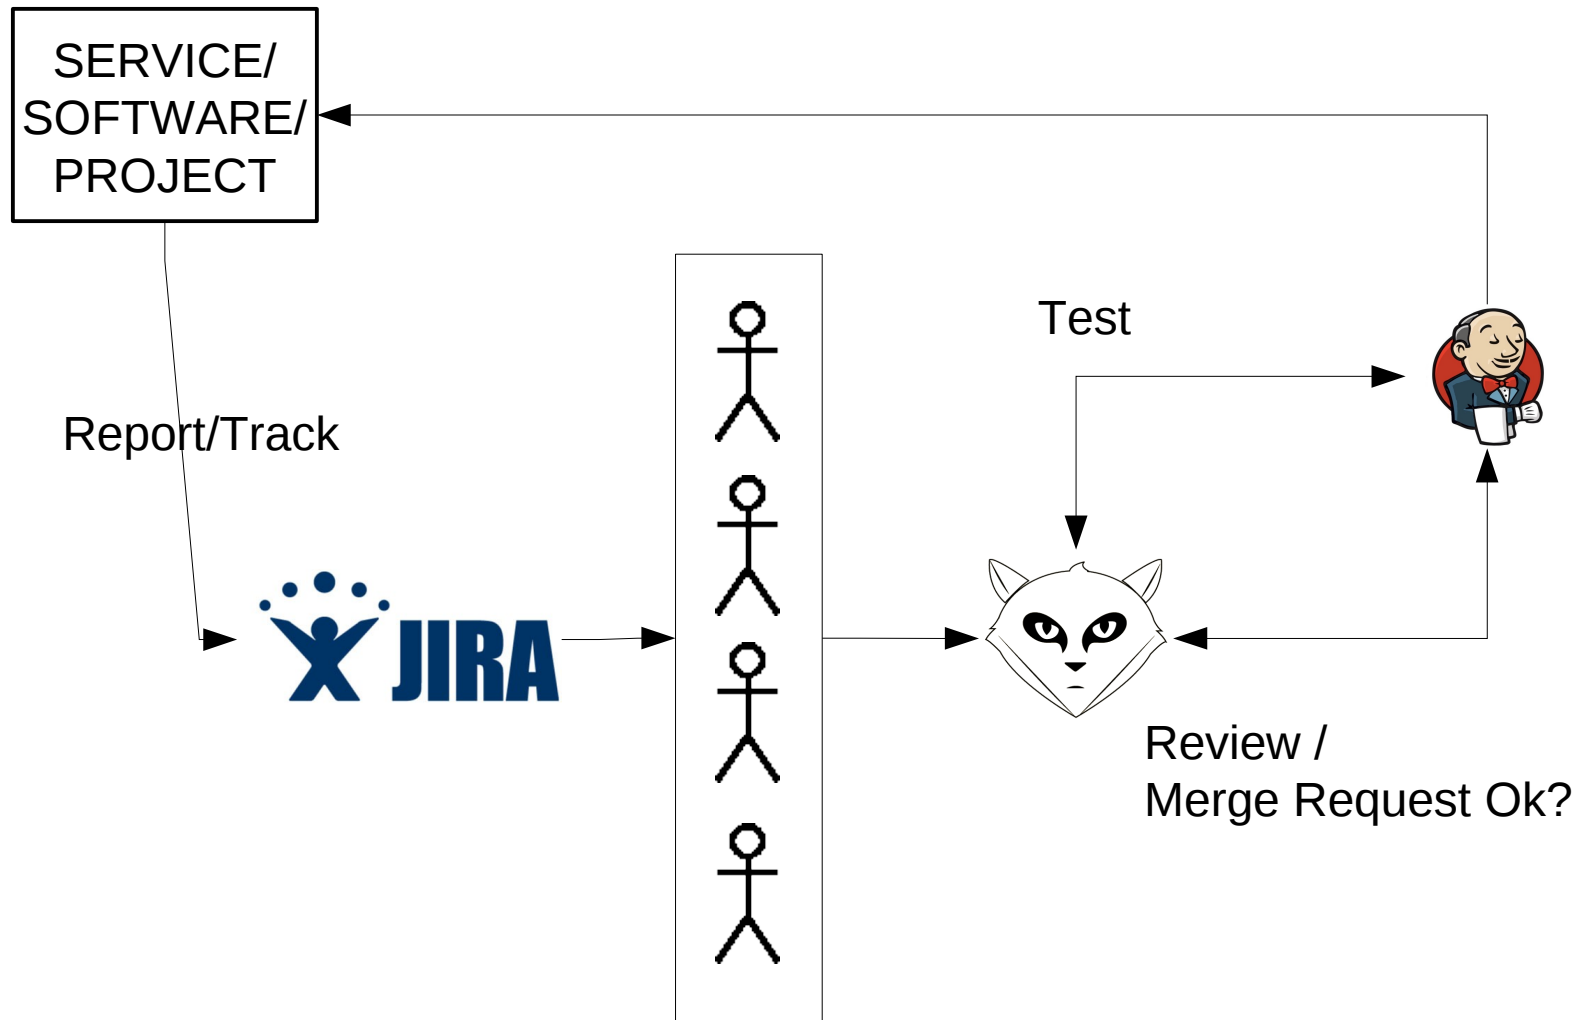 SERVICE/
SOFTWARE/
PROJECT
Test
Report/Track
JIRA
Review /
Merge Request Ok?